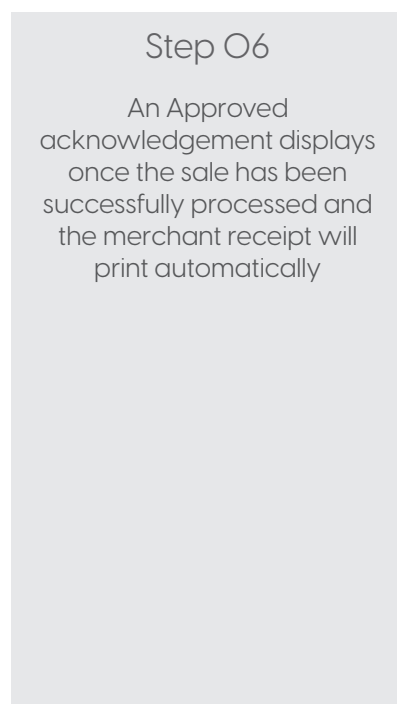 Step 06
An Approved
acknowledgement displays
once the sale has been
successfully processed and
the merchant receipt will
print automatically